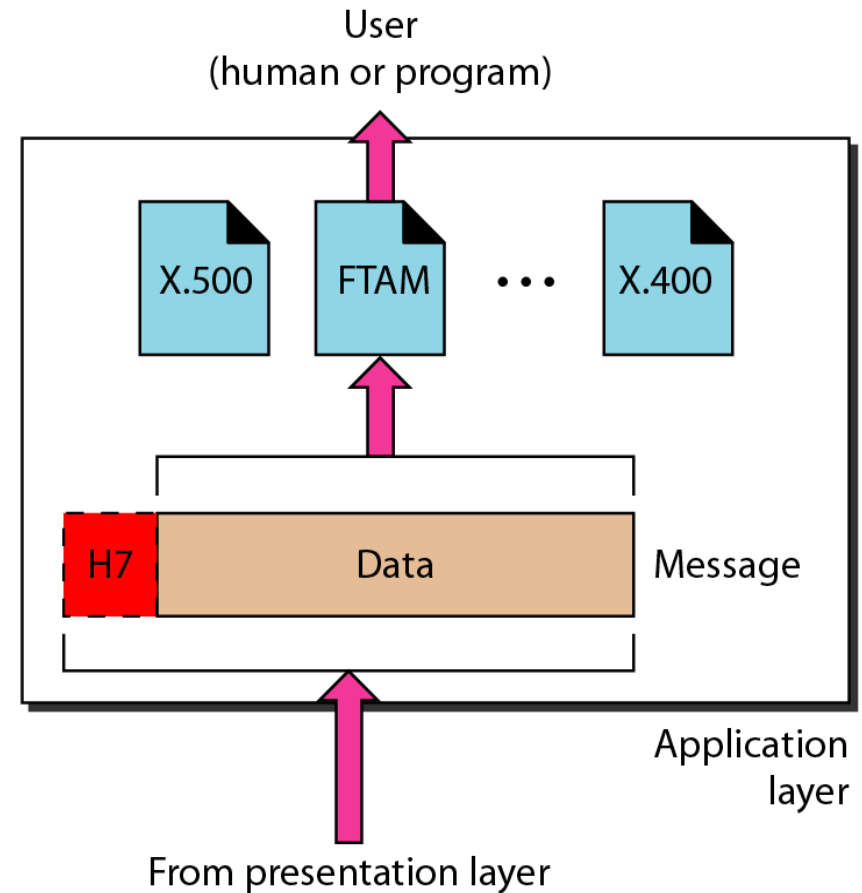 User
(human or program)
X.500
FTAM
...
X.400
H7
Data
Message
Application
layer
From presentation layer